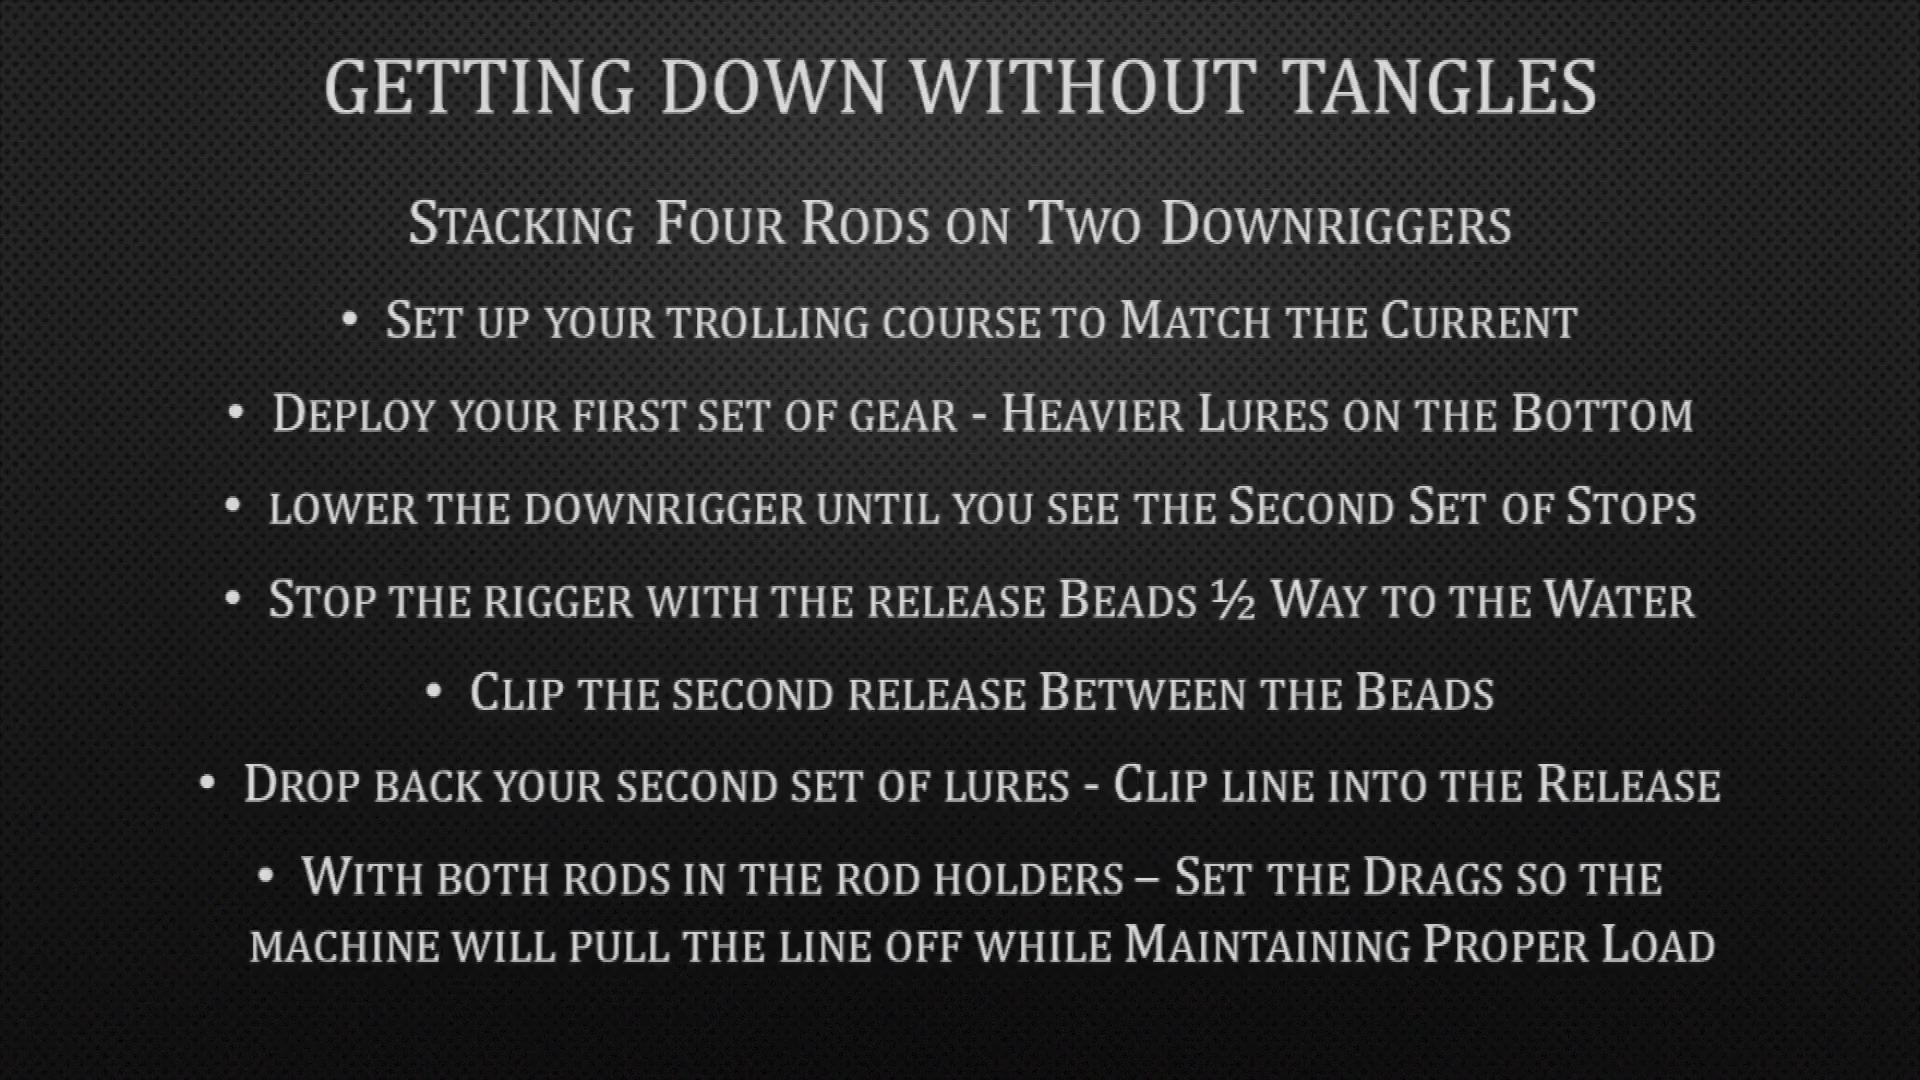 GETTING DOWN WITHOUT TANGLES
Stacking Four Rods on Two Downriggers
• Set up your trolling course to Match the Current
• Deploy your first set of gear - Heavier Lures on the Bottom
• lower the downrigger until you see the Second Set of Stops
• Stop the rigger with the release Beads ½ Way to the Water
• Clip the second release Between the Beads
• Drop back your second set of lures - Clip line into the Release
• With both rods in the rod holders – Set the Drags so the
machine will pull the line off while Maintaining Proper Load